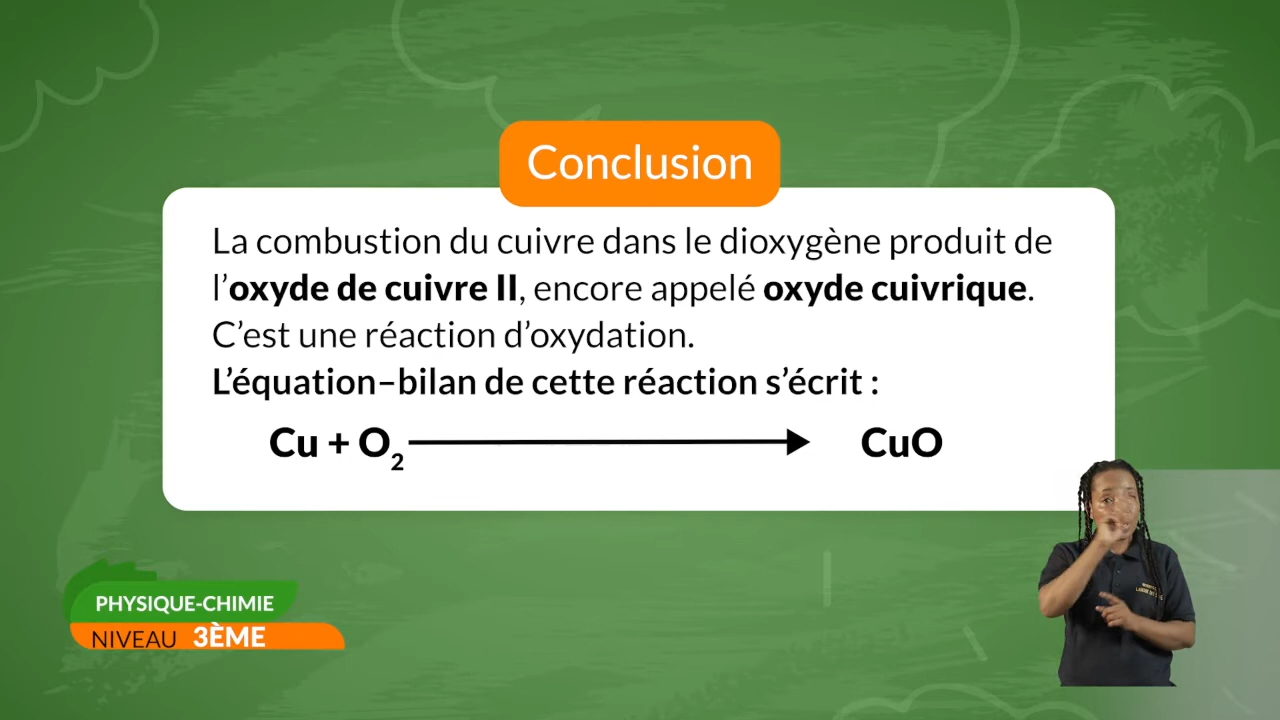 Conclusion
La combustion du cuivre dans le dioxygène produit de
l’oxyde de cuivre II, encore appelé oxyde cuivrique.
C’est une réaction d’oxydation.
L’équation–bilan de cette réaction s’écrit :
Cu + O₂ ⟶ CuO
PHYSIQUE-CHIMIE
NIVEAU 3ÈME